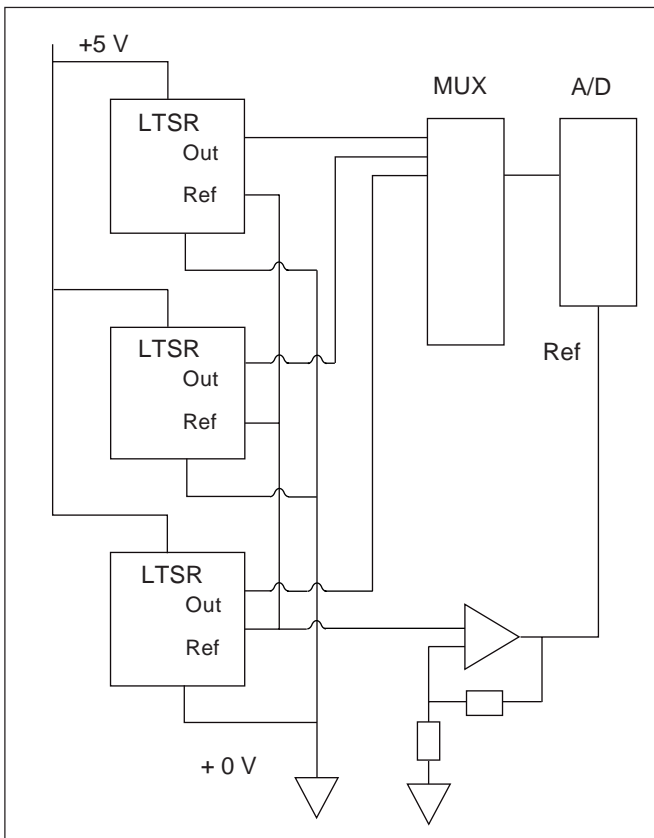 +5 V
MUX
A/D
LTSR
Out
Ref
LTSR
Out
Ref
Ref
LTSR
Out
Ref
+ 0 V